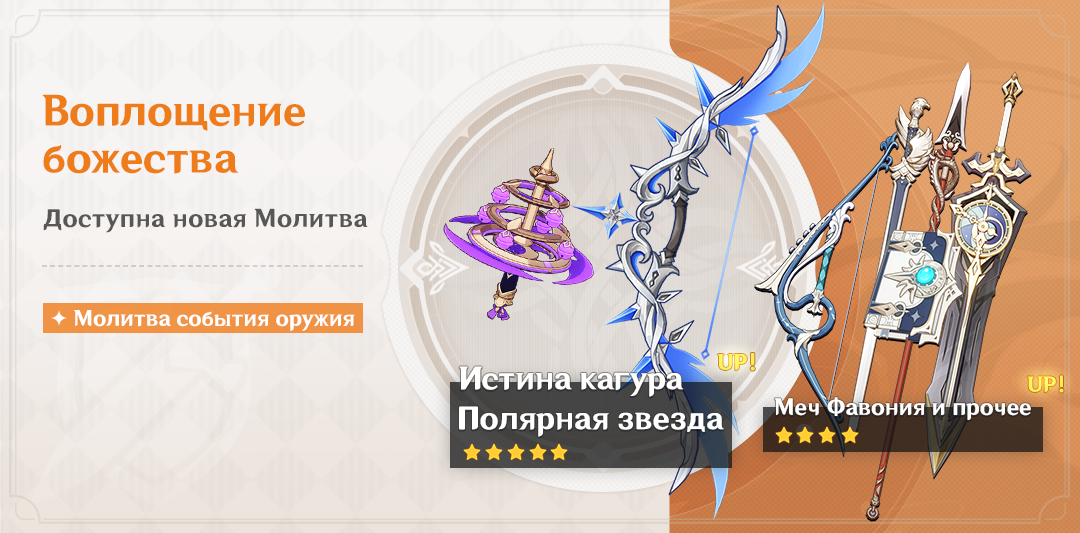 Воплощение
божества
Доступна новая Молитва
✦ Молитва события оружия
UP!
Истина кагура
Полярная звезда
UP!
Меч Фавония и прочее